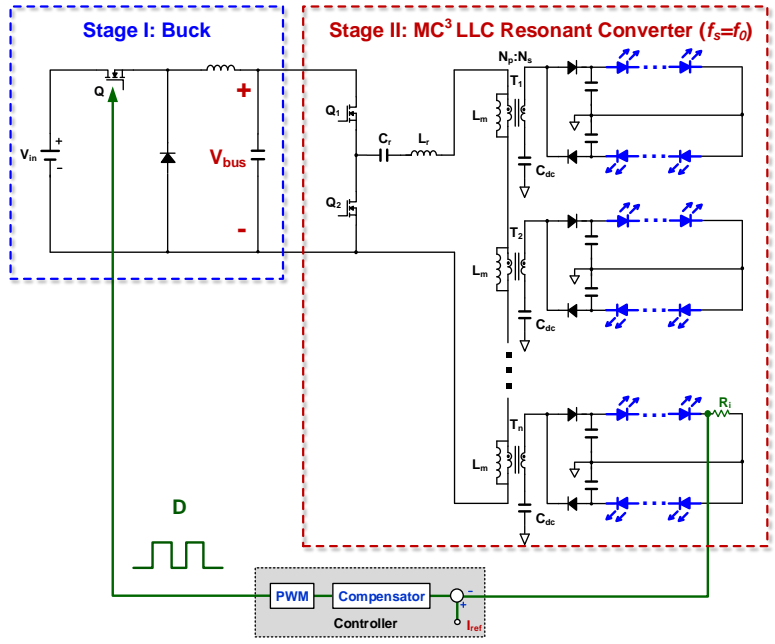 Stage I: Buck
Stage II: MC³ LLC Resonant Converter (fs=f0)
Np:Ns
Q
+
T1
Q1
Lm
Cr
Lr
+
Vin
−
Vbus
Cdc
Q2
-
T2
Lm
Cdc
Ri
Tn
Lm
D
Cdc
PWM
Compensator
−
+
Controller
Iref